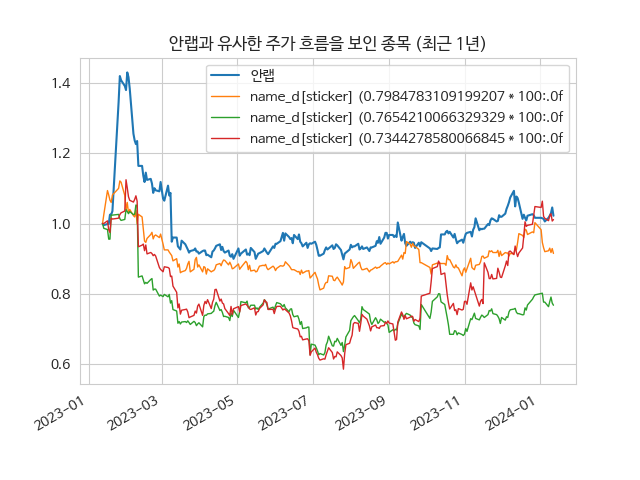 안랩과 유사한 주가 흐름을 보인 종목 (최근 1년)
안랩
name_d[sticker] (0.7984783109199207 * 100:.0f
name_d[sticker] (0.7654210066329329 * 100:.0f
name_d[sticker] (0.7344278580066845 * 100:.0f
1.4
1.2
1.0
0.8
0.6
2023-01
2023-03
2023-05
2023-07
2023-09
2023-11
2024-01